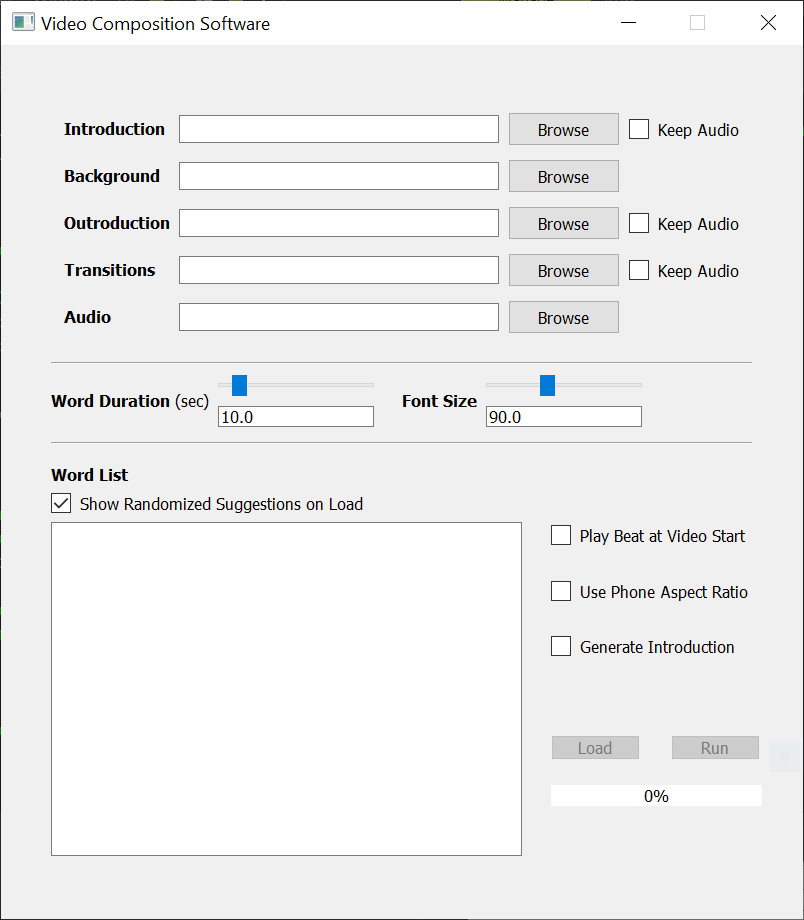 Video Composition Software
Introduction Browse Keep Audio
Background Browse
Outroduction Browse Keep Audio
Transitions Browse Keep Audio
Audio Browse
Word Duration (sec) 10.0 Font Size 90.0
Word List
Show Randomized Suggestions on Load
Play Beat at Video Start
Use Phone Aspect Ratio
Generate Introduction
Load Run
0%